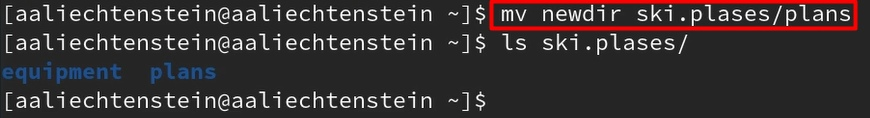 [aaliechtenstein@aaliechtenstein ~]$ mv newdir ski.plases/plans
[aaliechtenstein@aaliechtenstein ~]$ ls ski.plases/
equipment  plans
[aaliechtenstein@aaliechtenstein ~]$